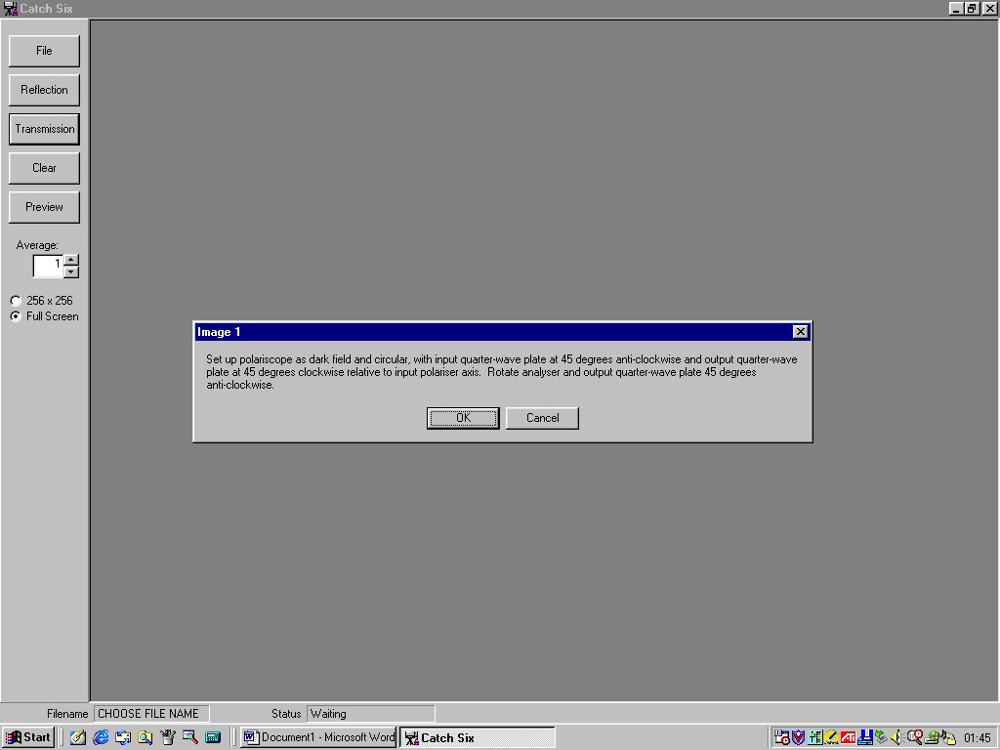 Catch Six
File
Reflection
Transmission
Clear
Preview
Average:
1
256 x 256
Full Screen
Image 1
Set up polariscope as dark field and circular, with input quarter-wave plate at 45 degrees anti-clockwise and output quarter-wave
plate at 45 degrees clockwise relative to input polariser axis.  Rotate analyser and output quarter-wave plate 45 degrees
anti-clockwise.
OK Cancel
Filename CHOOSE FILE NAME Status Waiting
Start Document1 - Microsoft Word Catch Six 01:45